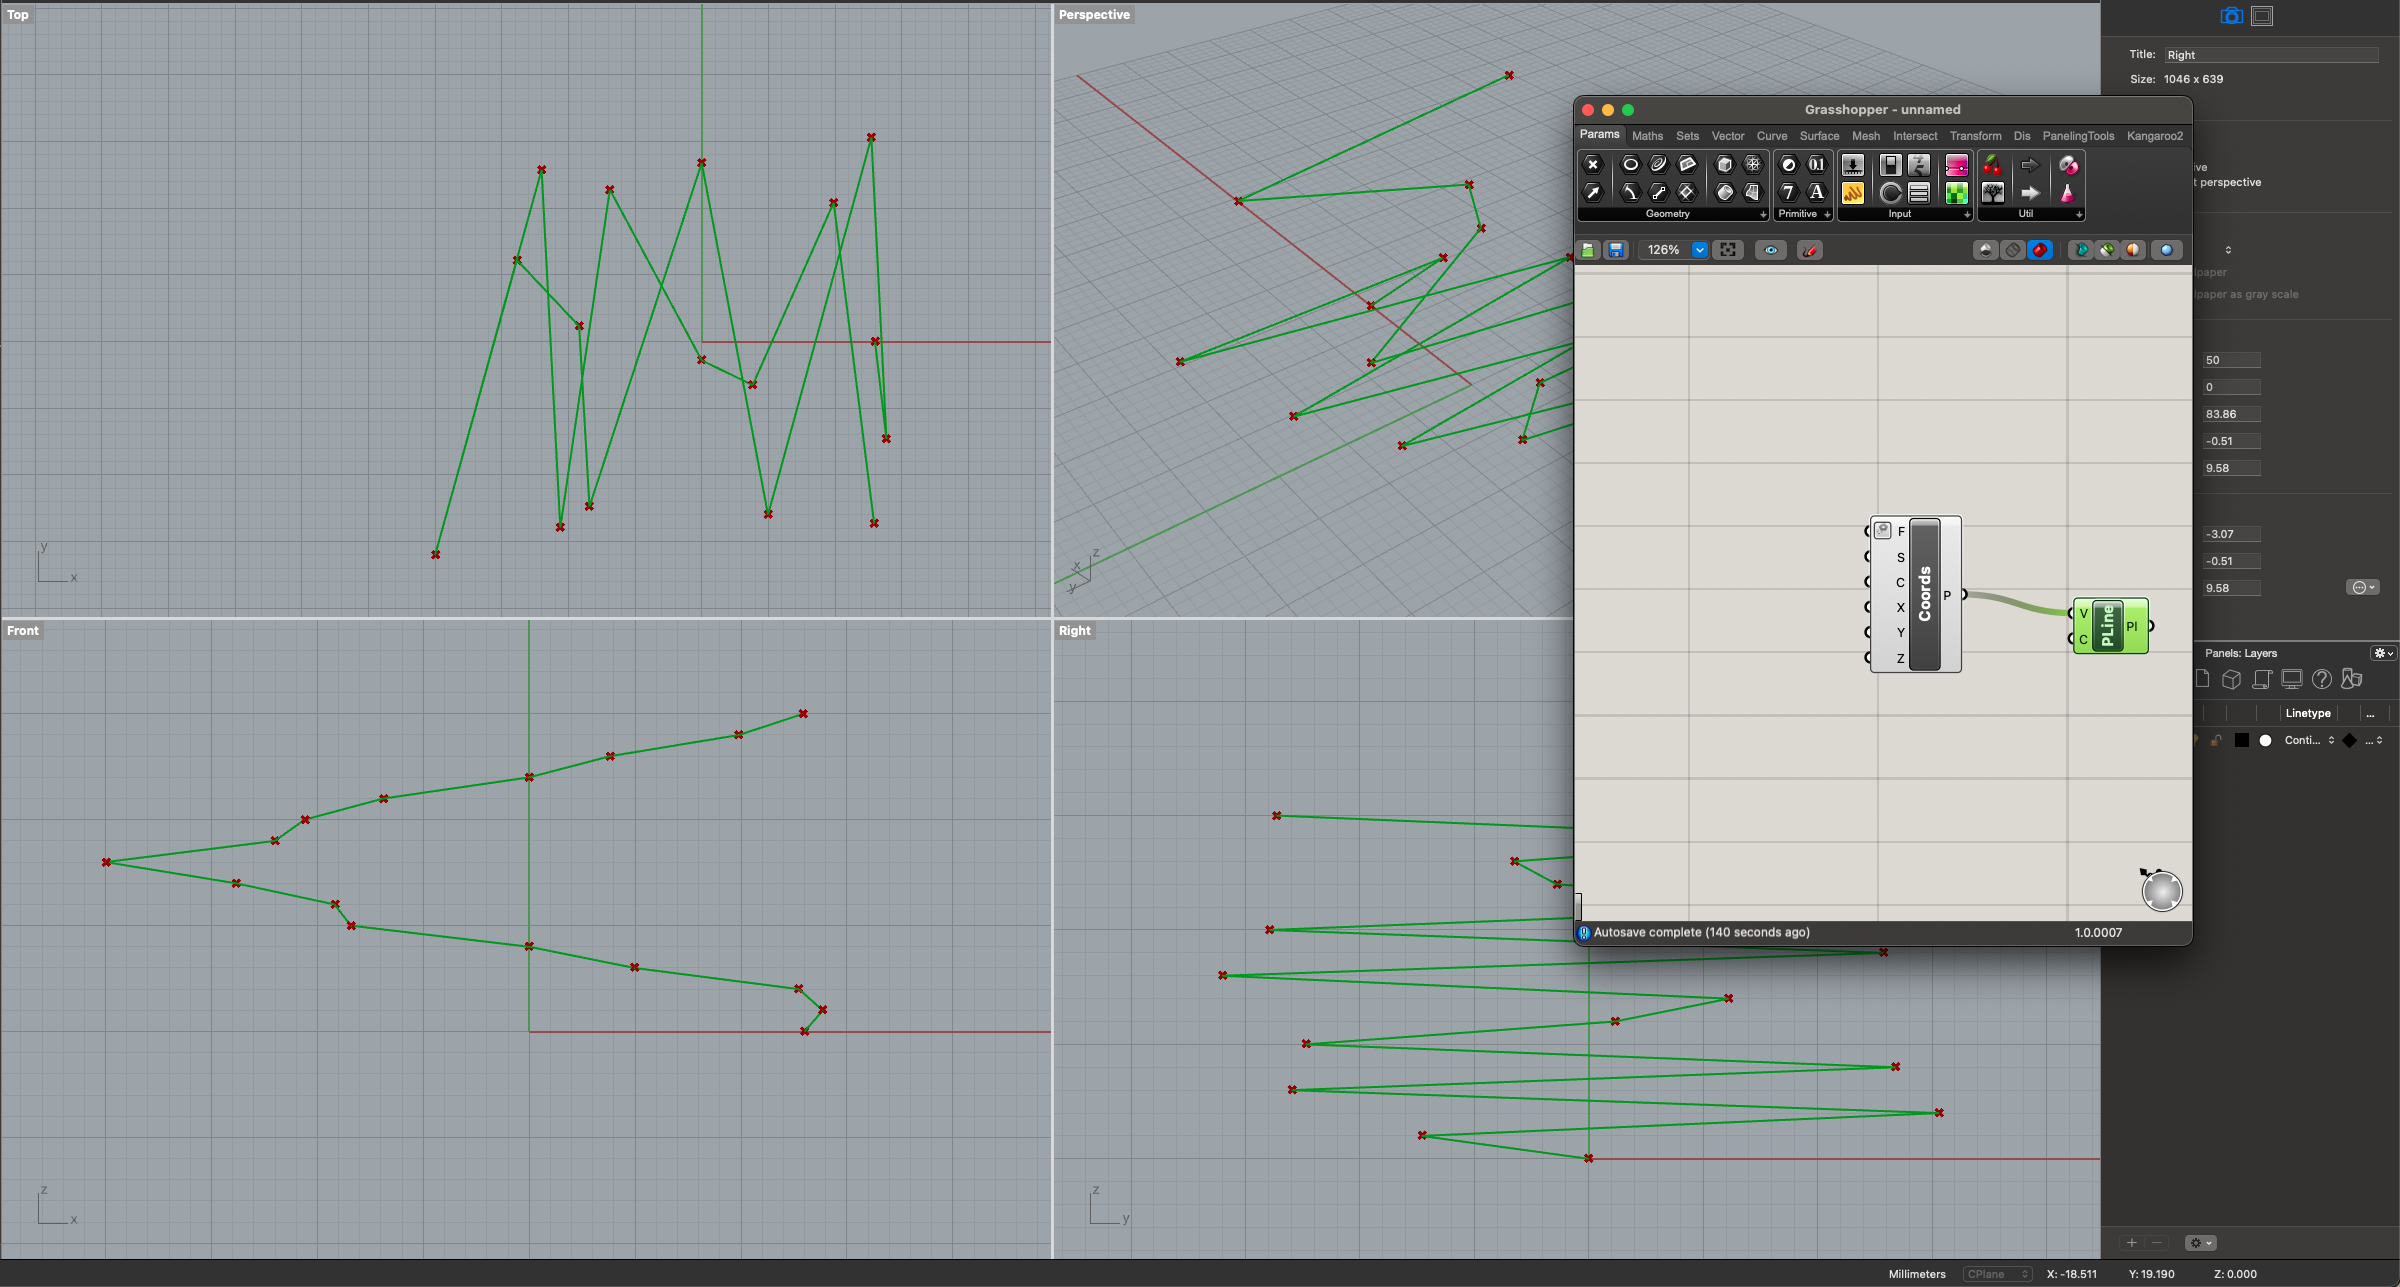 Top
Perspective
Title: Right
Size: 1046 x 639
Grasshopper - unnamed
Params Maths Sets Vector Curve Surface Mesh Intersect Transform Dis PanelingTools Kangaroo2
Geometry Primitive Input Util
ve
t perspective
126%
lpaper
lpaper as gray scale
50
0
83.86
-0.51
9.58
-3.07
-0.51
9.58
F
S
C
X
Y
Z
Coords
P
V
C
PLine
Pl
y
x
z
x
y
Front
Right
Panels: Layers
Linetype ...
Conti... ...
Autosave complete (140 seconds ago) 1.0.0007
z
x
z
y
Millimeters CPlane X: -18.511 Y: 19.190 Z: 0.000